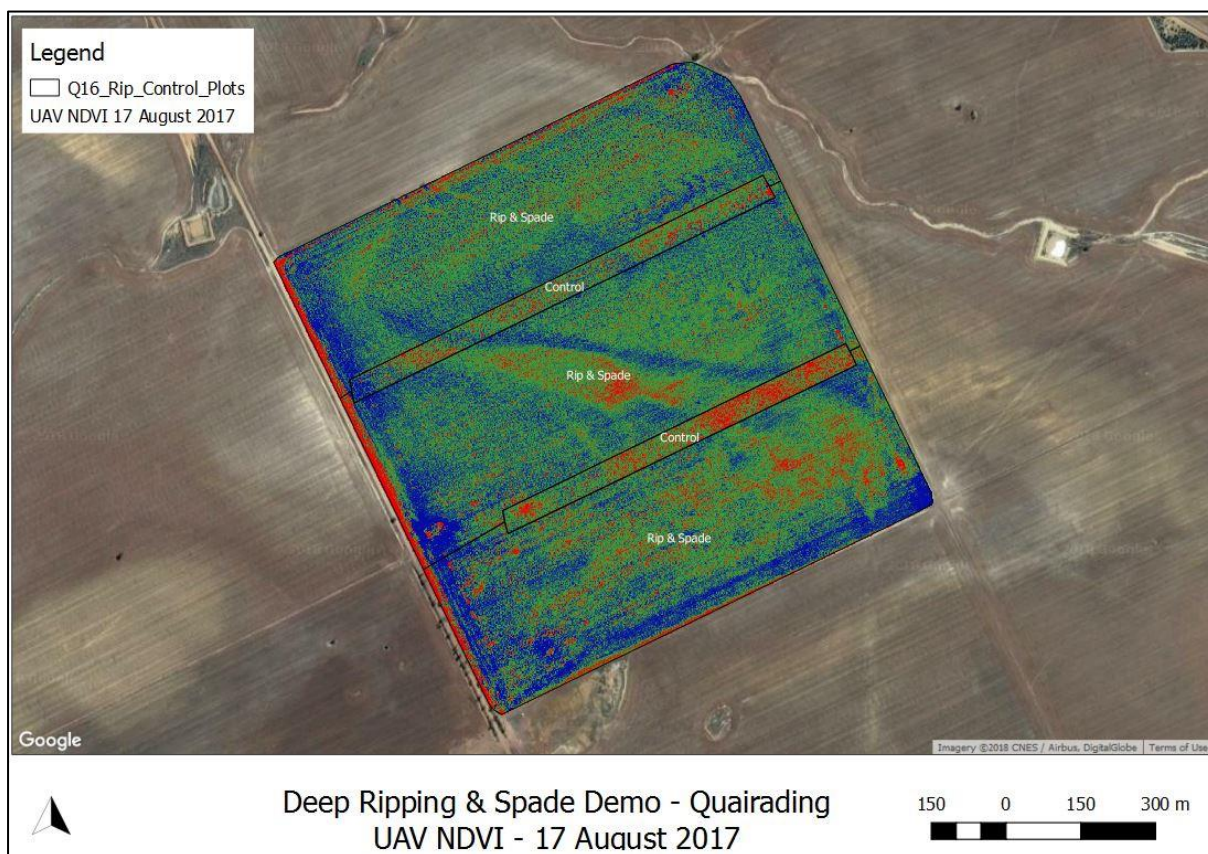 Legend
Q16_Rip_Control_Plots
UAV NDVI 17 August 2017
Rip & Spade
Control
Rip & Spade
Control
Rip & Spade
Google
Imagery ©2018 CNES / Airbus, DigitalGlobe
Terms of Use
Deep Ripping & Spade Demo - Quairading
UAV NDVI - 17 August 2017
150 0 150 300 m